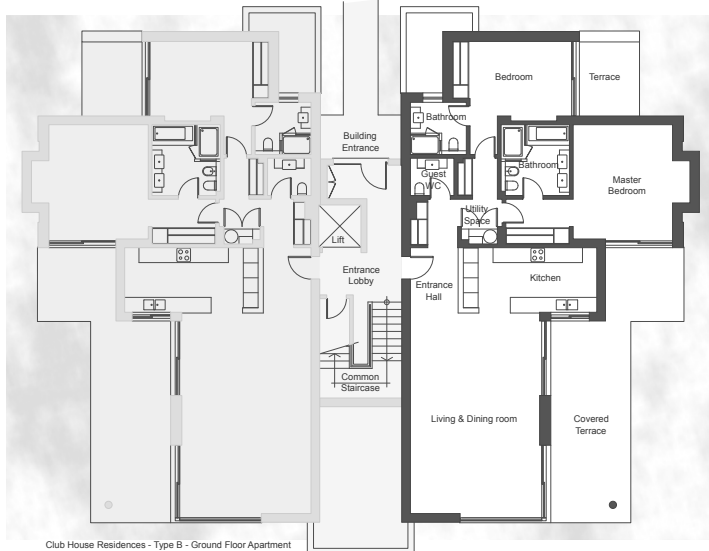 Bedroom
Terrace
Bathroom
Building
Entrance
Bathroom
Guest
WC
Master
Bedroom
Utility
Space
Lift
Entrance
Lobby
Entrance
Hall
Kitchen
Common
Staircase
Living & Dining room
Covered
Terrace
Club House Residences - Type B - Ground Floor Apartment